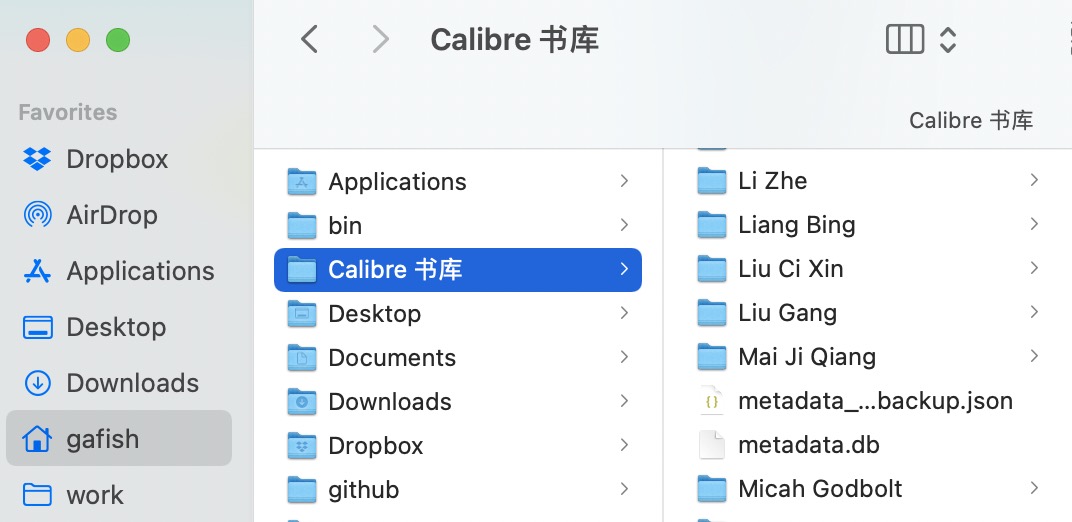 Calibre 书库
Calibre 书库
Favorites
Dropbox
AirDrop
Applications
Desktop
Downloads
gafish
work
Applications
bin
Calibre 书库
Desktop
Documents
Downloads
Dropbox
github
Li Zhe
Liang Bing
Liu Ci Xin
Liu Gang
Mai Ji Qiang
metadata_...backup.json
metadata.db
Micah Godbolt